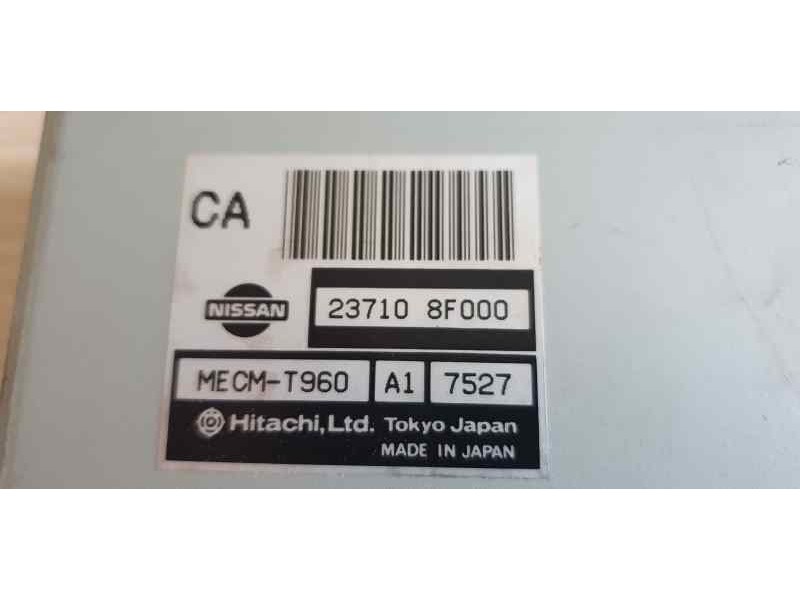 CA
NISSAN
23710 8F000
MECM-T960 A1 7527
Hitachi, Ltd. Tokyo Japan
MADE IN JAPAN